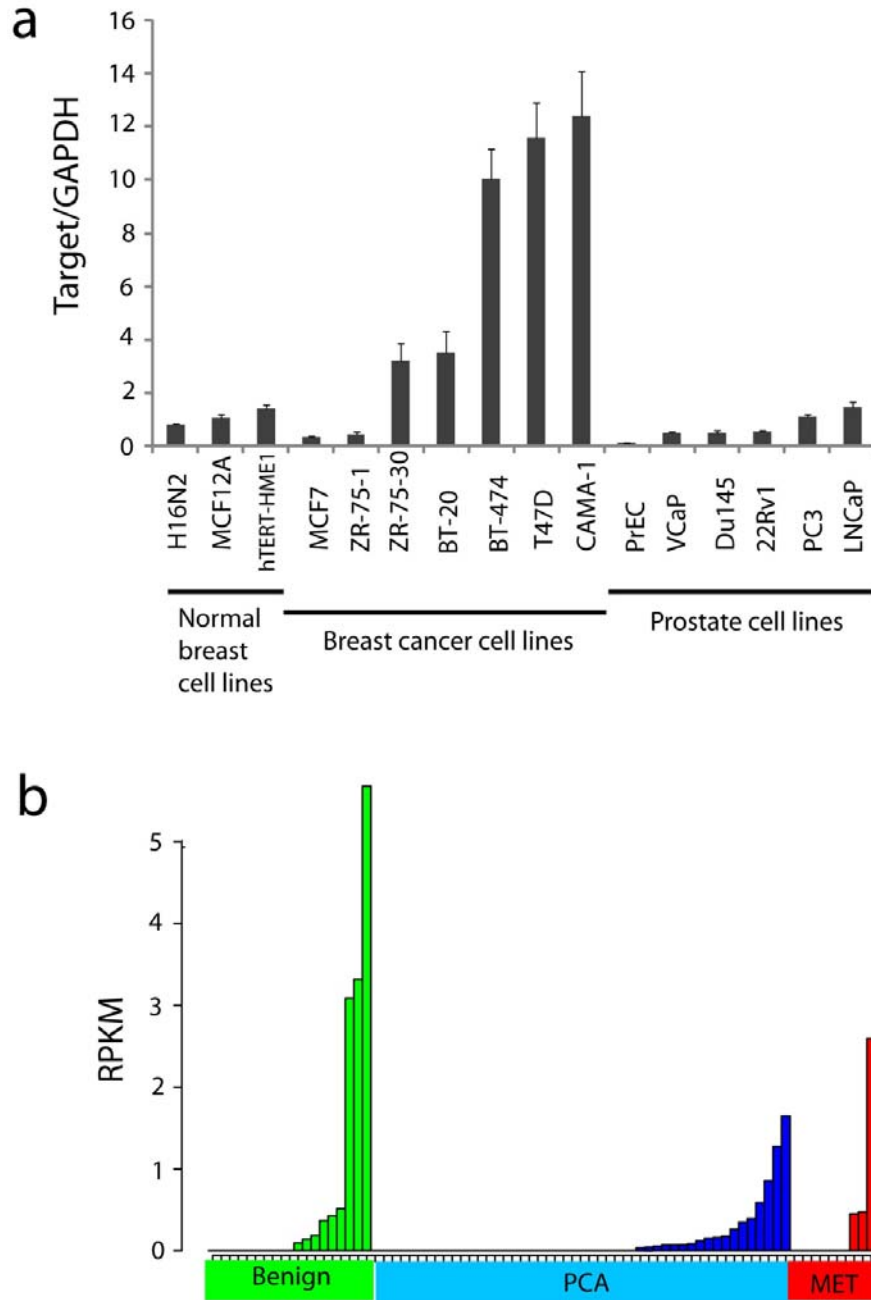 a
Target/GAPDH
16
14
12
10
8
6
4
2
0
H16N2
MCF12A
hTERT-HME1
MCF7
ZR-75-1
ZR-75-30
BT-20
BT-474
T47D
CAMA-1
PrEC
VCaP
Du145
22Rv1
PC3
LNCaP
Normal
breast
cell lines
Breast cancer cell lines
Prostate cell lines
b
RPKM
5
4
3
2
1
0
Benign
PCA
MET